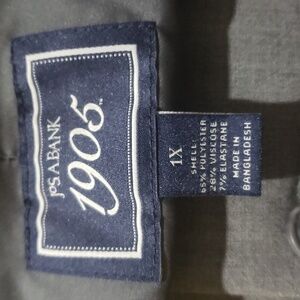 JOS.A.BANK
1905
1X
SHELL:
65% POLYESTER
28% VISCOSE
7% ELASTANE
MADE IN
BANGLADESH